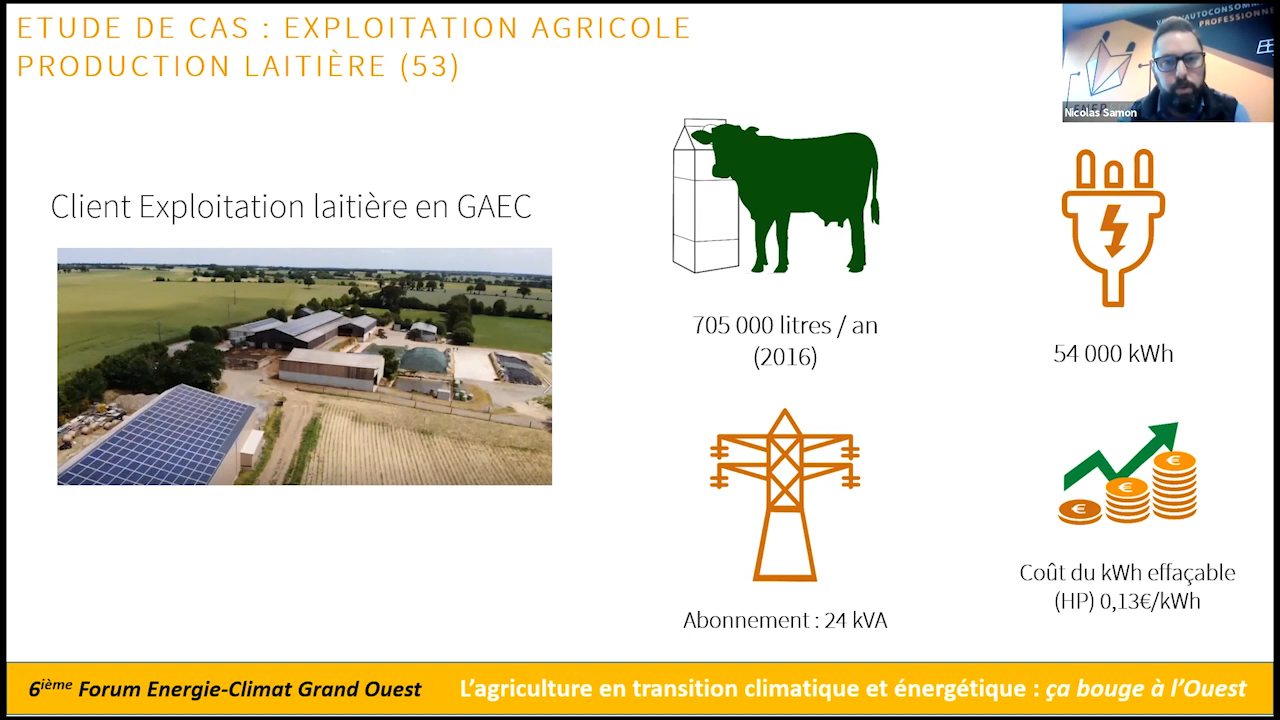 ETUDE DE CAS : EXPLOITATION AGRICOLE
PRODUCTION LAITIÈRE (53)
PROFESSIONNE
Nicolas Samon
Client Exploitation laitière en GAEC
705 000 litres / an
(2016)
54 000 kWh
€
€
€
Abonnement : 24 kVA
Coût du kWh effaçable
(HP) 0,13€/kWh
6ième Forum Energie-Climat Grand Ouest
L’agriculture en transition climatique et énergétique : ça bouge à l’Ouest